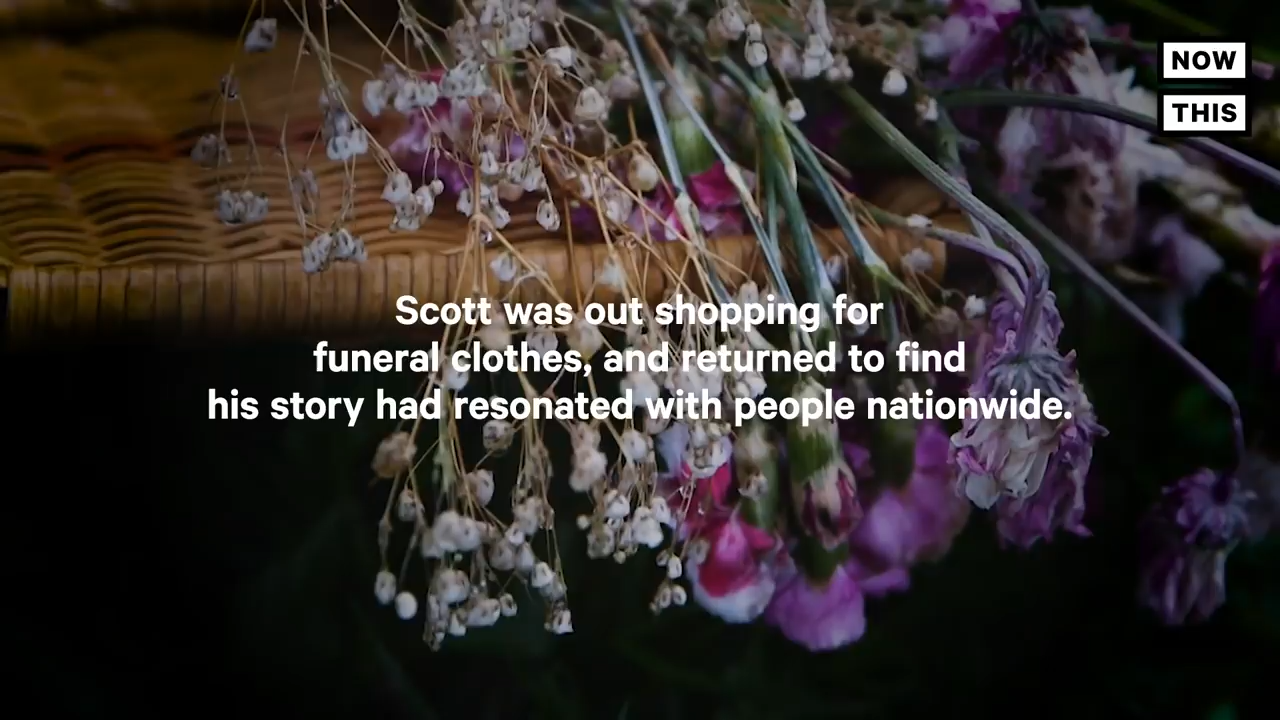 NOW
THIS
Scott was out shopping for
funeral clothes, and returned to find
his story had resonated with people nationwide.